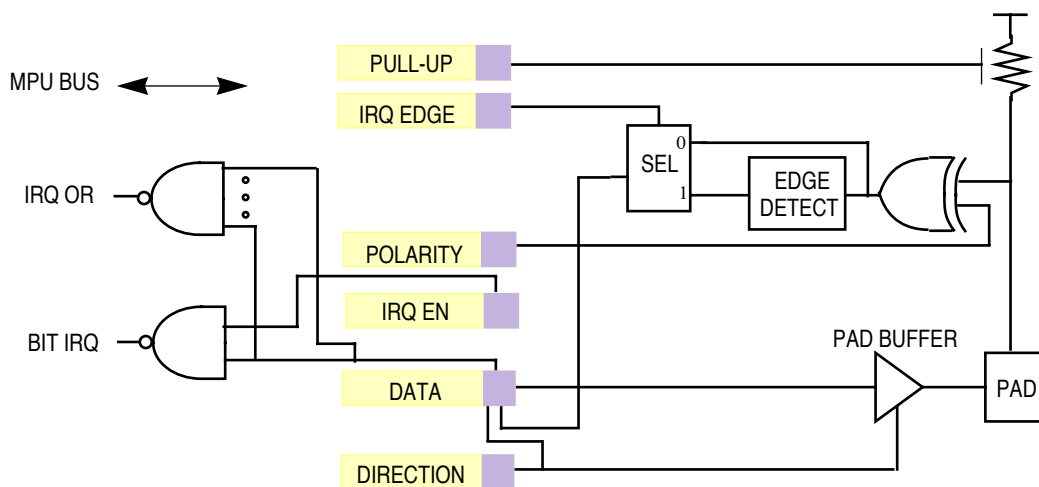 PULL-UP
MPU BUS
IRQ EDGE
0
SEL
1
EDGE
DETECT
IRQ OR
POLARITY
IRQ EN
BIT IRQ
PAD BUFFER
DATA
PAD
DIRECTION